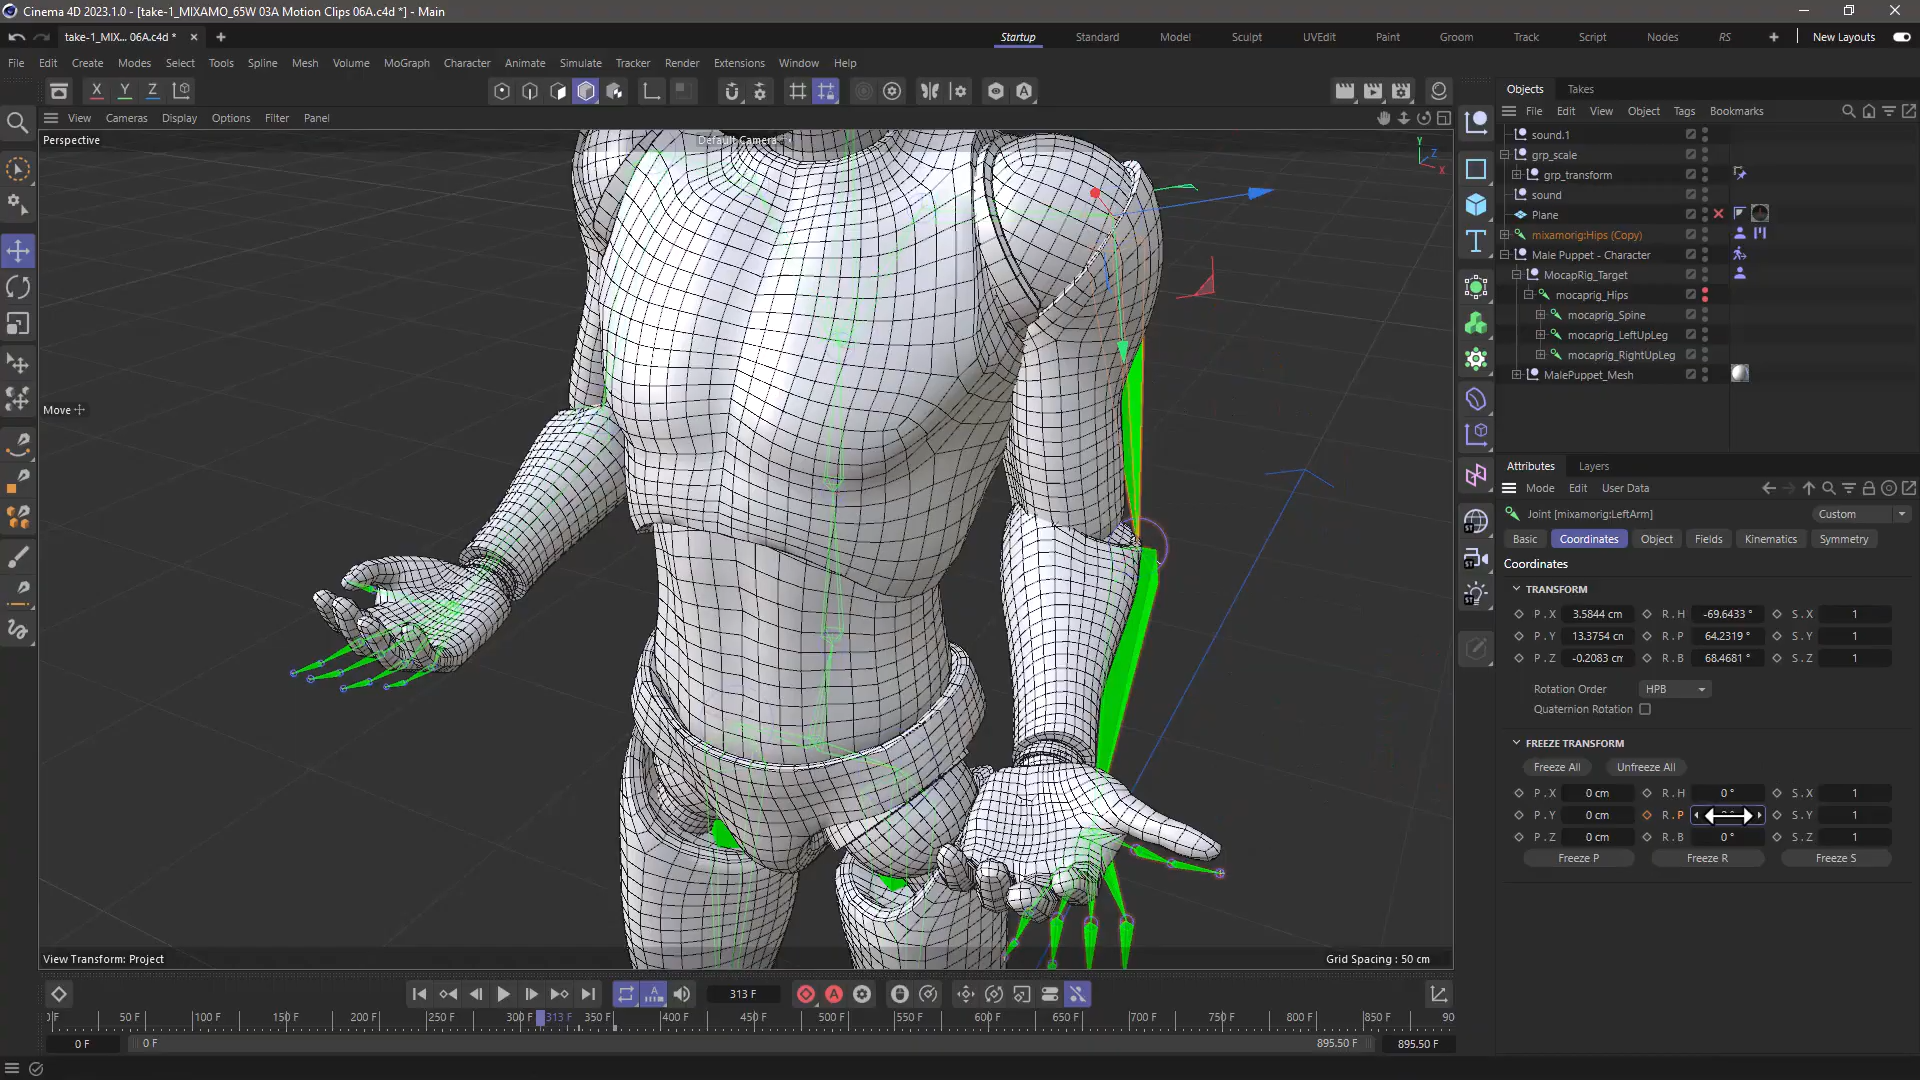 Cinema 4D 2023.1.0 - [take-1_MIXAMO_65W 03A Motion Clips 06A.c4d *] - Main
take-1_MIX... 06A.c4d *
Startup Standard Model Sculpt UVEdit Paint Groom Track Script Nodes RS New Layouts
File Edit Create Modes Select Tools Spline Mesh Volume MoGraph Character Animate Simulate Tracker Render Extensions Window Help
X Y Z
Objects Takes
File Edit View Object Tags Bookmarks
View Cameras Display Options Filter Panel
Perspective
Default Camera
Y
Z
X
sound.1
grp_scale
grp_transform
sound
Plane
mixamorig:Hips (Copy)
Male Puppet - Character
MocapRig_Target
mocaprig_Hips
mocaprig_Spine
mocaprig_LeftUpLeg
mocaprig_RightUpLeg
MalePuppet_Mesh
Move
Attributes Layers
Mode Edit User Data
Joint [mixamorig:LeftArm] Custom
Basic Coordinates Object Fields Kinematics Symmetry
Coordinates
TRANSFORM
P . X 3.5844 cm R . H -69.6433 ° S . X 1
P . Y 13.3754 cm R . P 64.2319 ° S . Y 1
P . Z -0.2083 cm R . B 68.4681 ° S . Z 1
Rotation Order HPB
Quaternion Rotation
FREEZE TRANSFORM
Freeze All Unfreeze All
P . X 0 cm R . H 0 ° S . X 1
P . Y 0 cm R . P S . Y 1
P . Z 0 cm R . B 0 ° S . Z 1
Freeze P Freeze R Freeze S
ST
ST
ST
View Transform: Project
Grid Spacing : 50 cm
313 F
0 F 50 F 100 F 150 F 200 F 250 F 300 F 313 F 350 F 400 F 450 F 500 F 550 F 600 F 650 F 700 F 750 F 800 F 850 F 90
0 F 0 F 895.50 F 895.50 F